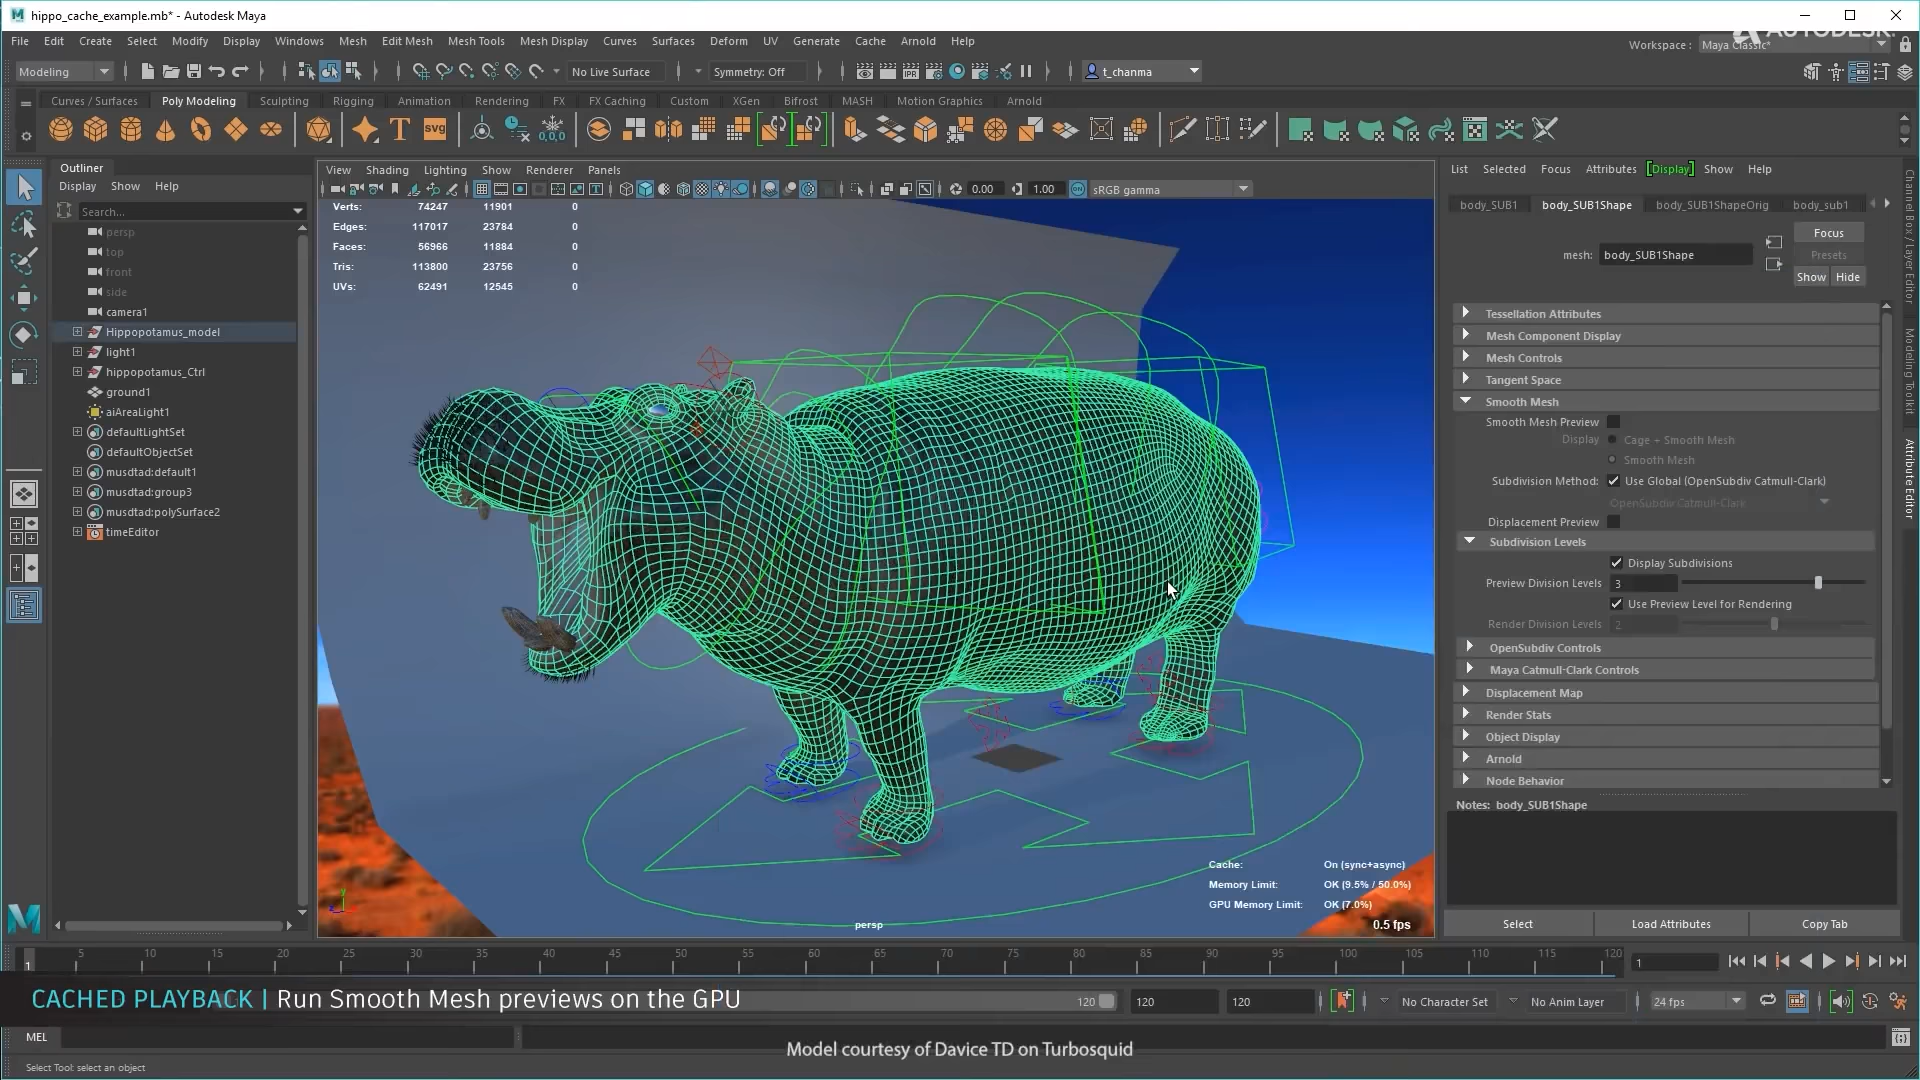 hippo_cache_example.mb* - Autodesk Maya
File Edit Create Select Modify Display Windows Mesh Edit Mesh Mesh Tools Mesh Display Curves Surfaces Deform UV Generate Cache Arnold Help
Workspace : Maya Classic*
AUTODESK.
Modeling No Live Surface Symmetry: Off t_chanma
Curves / Surfaces Poly Modeling Sculpting Rigging Animation Rendering FX FX Caching Custom XGen Bifrost MASH Motion Graphics Arnold
Outliner
Display Show Help
Search...
persp
top
front
side
camera1
Hippopotamus_model
light1
hippopotamus_Ctrl
ground1
aiAreaLight1
defaultLightSet
defaultObjectSet
musdtad:default1
musdtad:group3
musdtad:polySurface2
timeEditor
View Shading Lighting Show Renderer Panels
0.00 1.00 sRGB gamma
Verts: 74247 11901 0
Edges: 117017 23784 0
Faces: 56966 11884 0
Tris: 113800 23756 0
UVs: 62491 12545 0
Cache: On (sync+async)
Memory Limit: OK (9.5% / 50.0%)
GPU Memory Limit: OK (7.0%)
persp
0.5 fps
List Selected Focus Attributes [Display] Show Help
body_SUB1 body_SUB1Shape body_SUB1ShapeOrig body_sub1
Focus
mesh: body_SUB1Shape
Presets
Show Hide
Tessellation Attributes
Mesh Component Display
Mesh Controls
Tangent Space
Smooth Mesh
Smooth Mesh Preview
Display Cage + Smooth Mesh
Smooth Mesh
Subdivision Method: Use Global (OpenSubdiv Catmull-Clark)
OpenSubdiv Catmull-Clark
Displacement Preview
Subdivision Levels
Display Subdivisions
Preview Division Levels 3
Use Preview Level for Rendering
Render Division Levels 2
OpenSubdiv Controls
Maya Catmull-Clark Controls
Displacement Map
Render Stats
Object Display
Arnold
Node Behavior
Notes: body_SUB1Shape
Select Load Attributes Copy Tab
Channel Box / Layer Editor
Modeling Toolkit
Attribute Editor
1 5 10 15 20 25 30 35 40 45 50 55 60 65 70 75 80 85 90 95 100 105 110 115 120 1
CACHED PLAYBACK | Run Smooth Mesh previews on the GPU
120 120 120 No Character Set No Anim Layer 24 fps
MEL
Model courtesy of Davice TD on Turbosquid
Select Tool: select an object